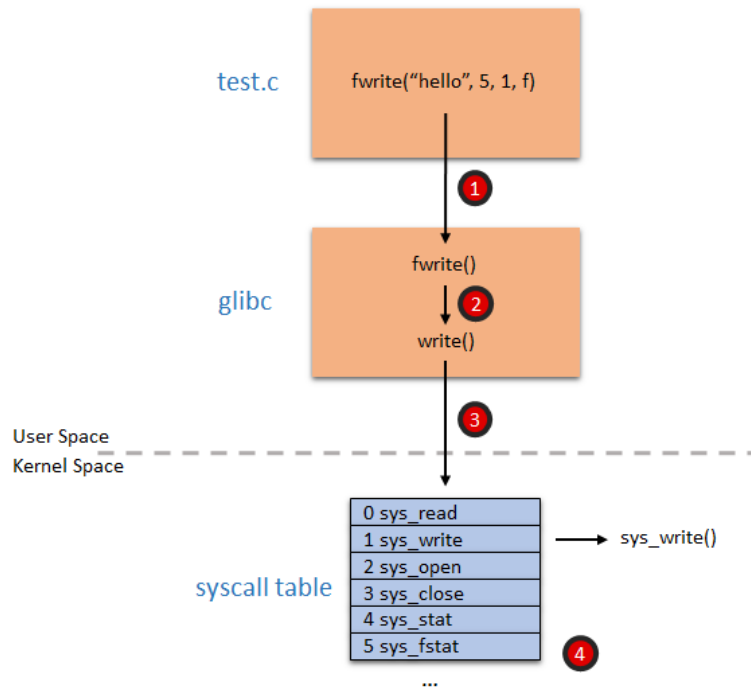 test.c
fwrite(“hello”, 5, 1, f)
1
glibc
fwrite()
2
write()
3
User Space
Kernel Space
syscall table
0 sys_read
1 sys_write
sys_write()
2 sys_open
3 sys_close
4 sys_stat
5 sys_fstat
4
...